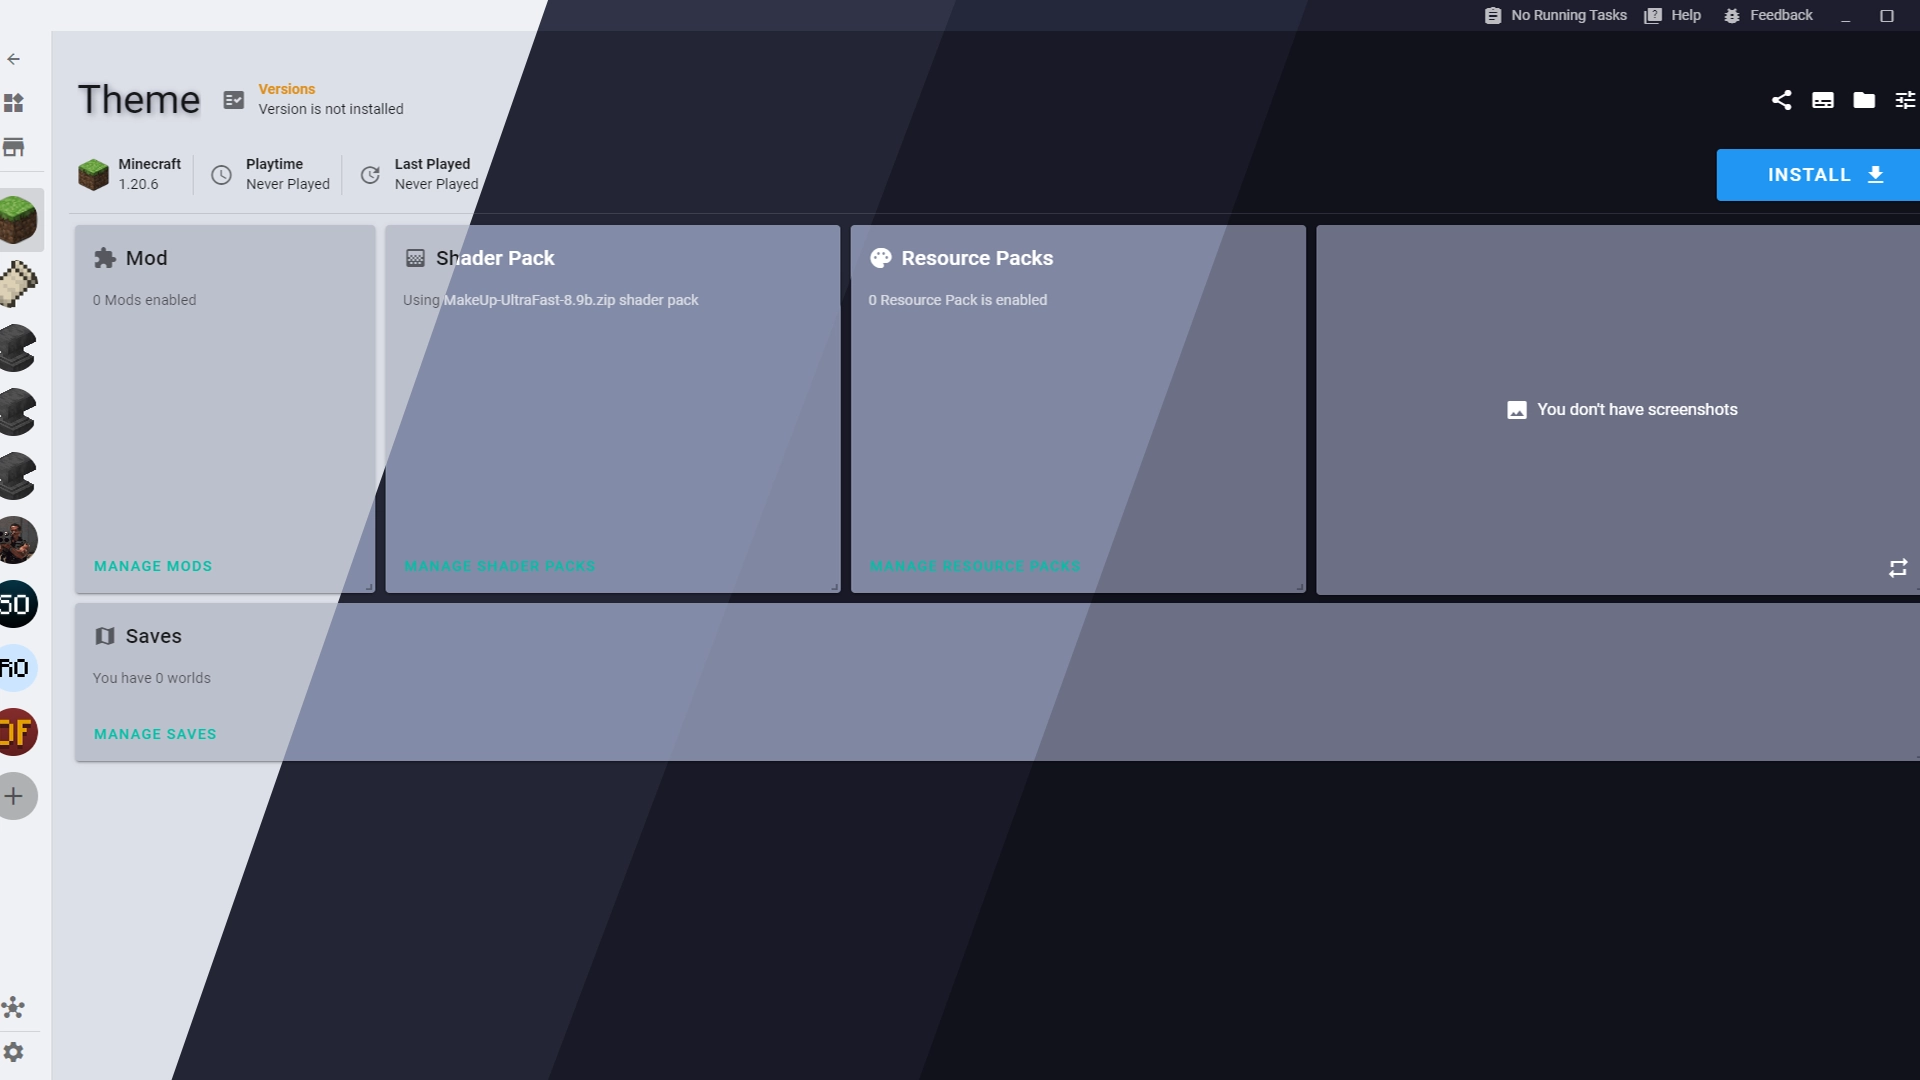 No Running Tasks
Help
Feedback
Theme
Versions
Version is not installed
Minecraft
1.20.6
Playtime
Never Played
Last Played
Never Played
INSTALL
Mod
0 Mods enabled
MANAGE MODS
Shader Pack
Using MakeUp-UltraFast-8.9b.zip shader pack
MANAGE SHADER PACKS
Resource Packs
0 Resource Pack is enabled
MANAGE RESOURCE PACKS
You don't have screenshots
50
RO
DF
Saves
You have 0 worlds
MANAGE SAVES